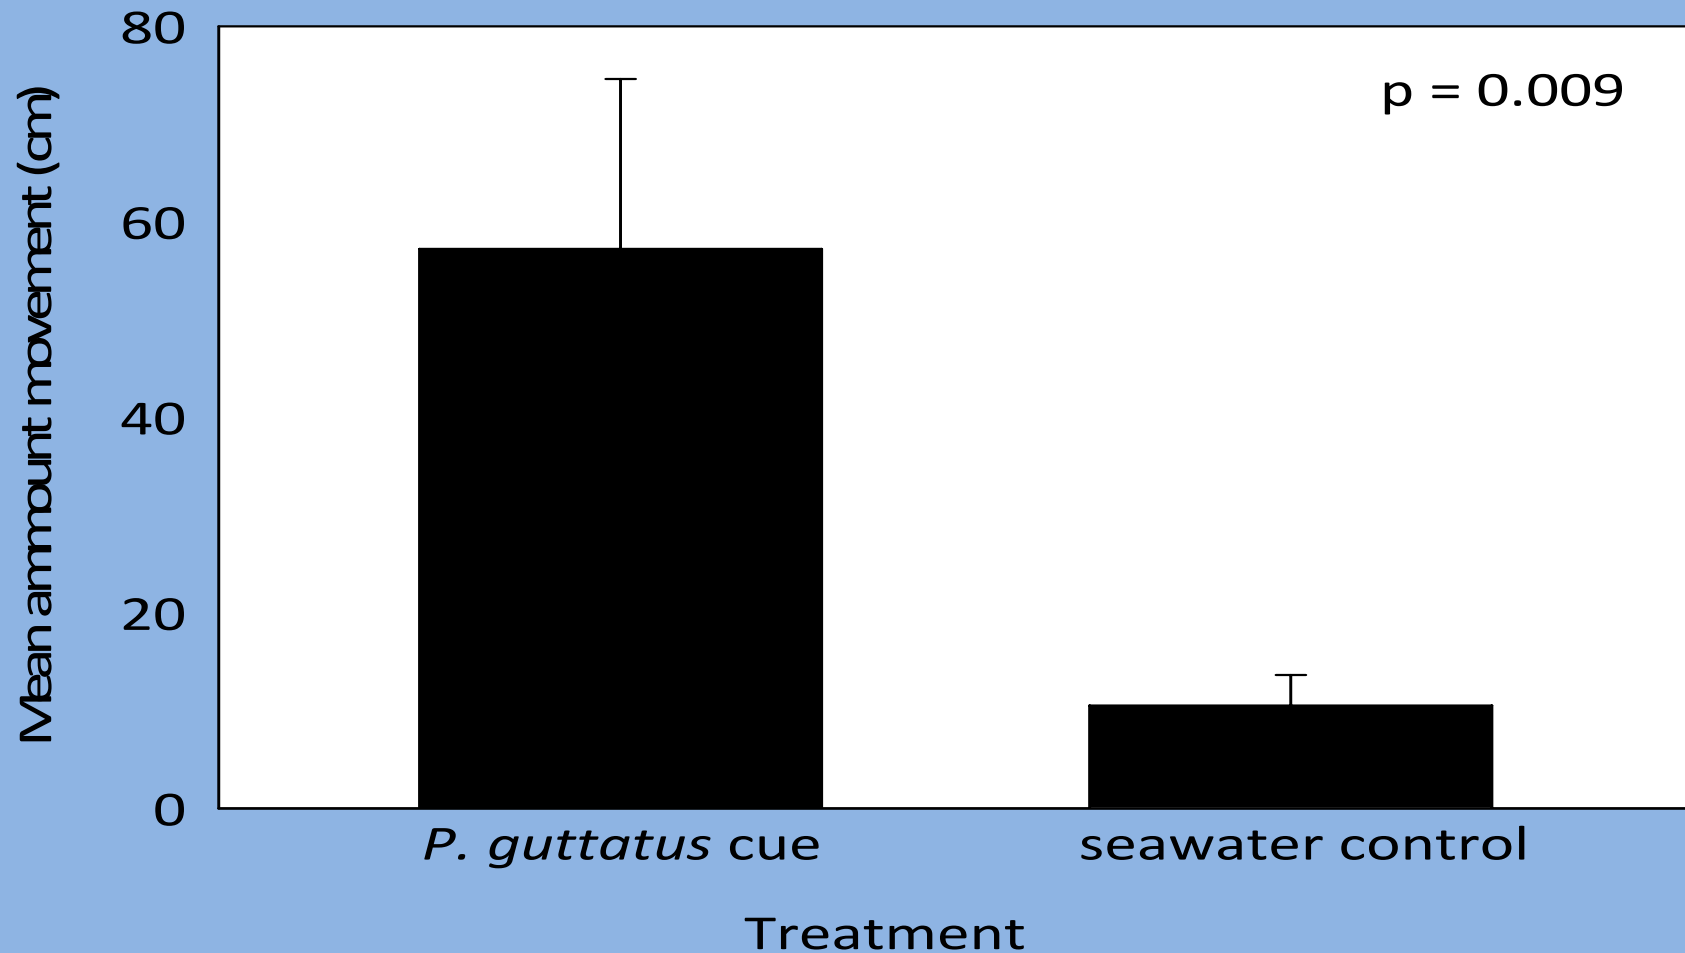 80
p = 0.009
60
40
20
0
Mean ammount movement (cm)
P. guttatus cue
seawater control
Treatment